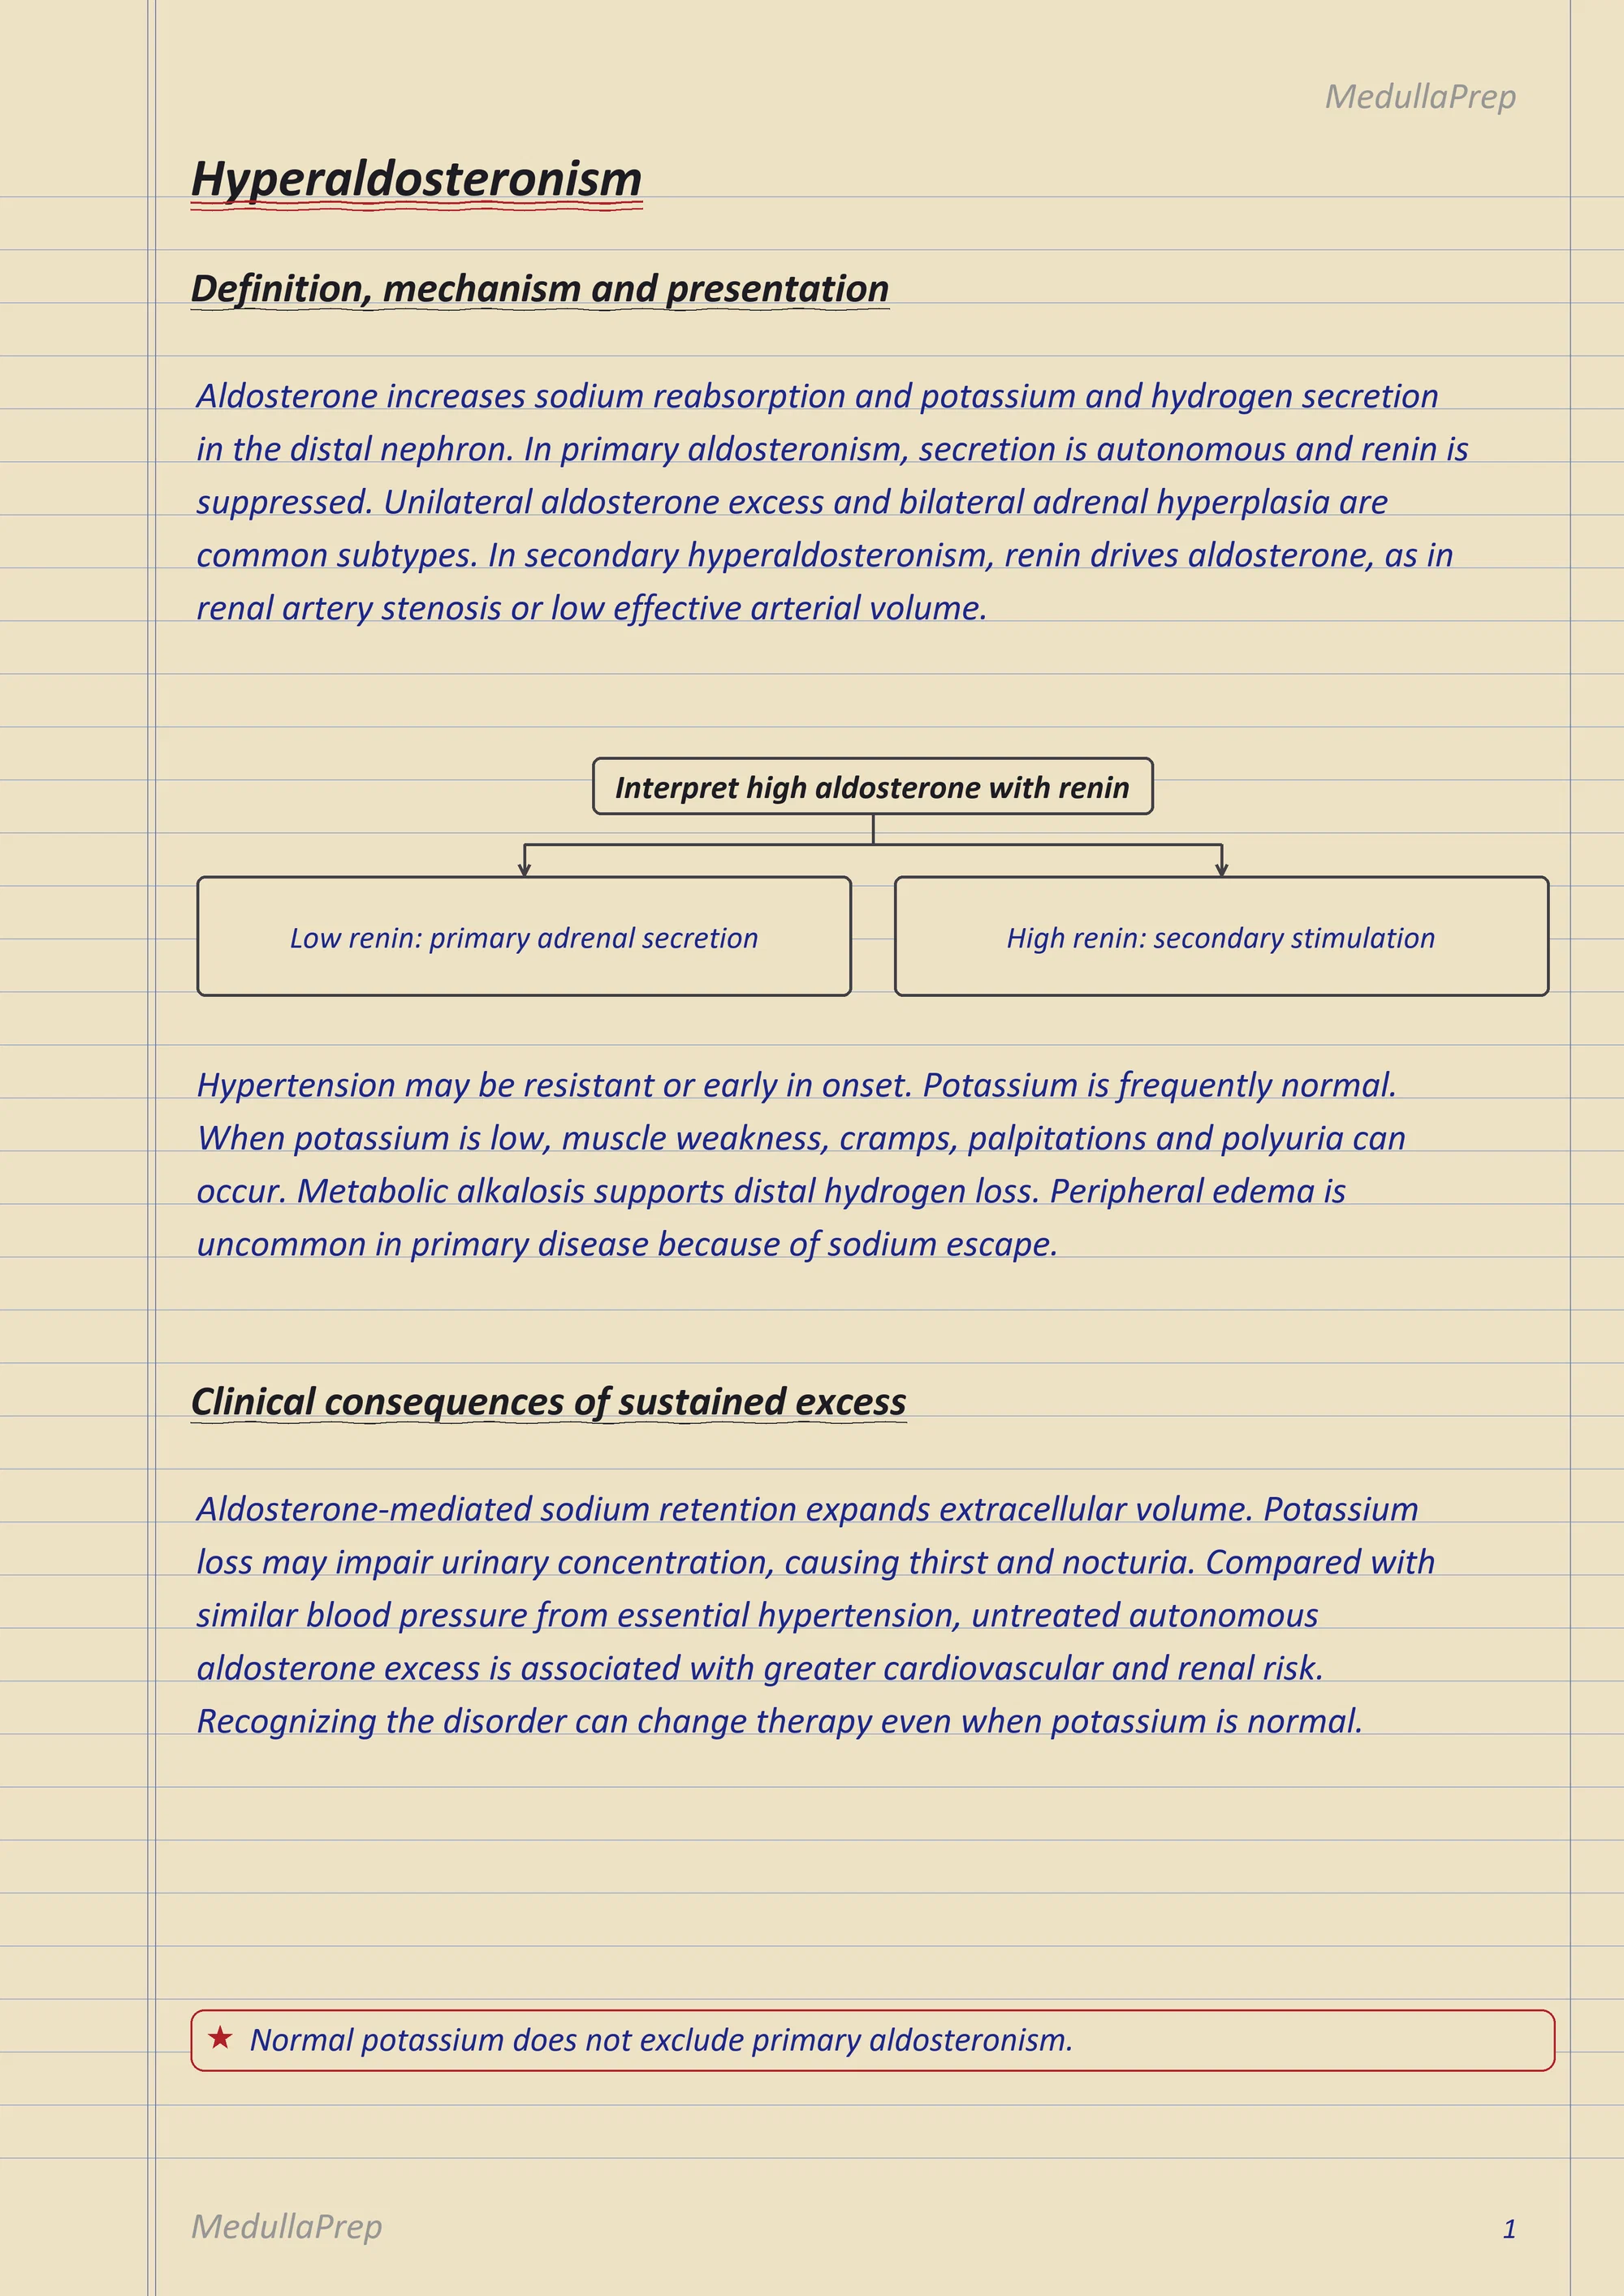 MedullaPrep
Hyperaldosteronism
Definition, mechanism and presentation
Aldosterone increases sodium reabsorption and potassium and hydrogen secretion
in the distal nephron. In primary aldosteronism, secretion is autonomous and renin is
suppressed. Unilateral aldosterone excess and bilateral adrenal hyperplasia are
common subtypes. In secondary hyperaldosteronism, renin drives aldosterone, as in
renal artery stenosis or low effective arterial volume.
Interpret high aldosterone with renin
Low renin: primary adrenal secretion
High renin: secondary stimulation
Hypertension may be resistant or early in onset. Potassium is frequently normal.
When potassium is low, muscle weakness, cramps, palpitations and polyuria can
occur. Metabolic alkalosis supports distal hydrogen loss. Peripheral edema is
uncommon in primary disease because of sodium escape.
Clinical consequences of sustained excess
Aldosterone-mediated sodium retention expands extracellular volume. Potassium
loss may impair urinary concentration, causing thirst and nocturia. Compared with
similar blood pressure from essential hypertension, untreated autonomous
aldosterone excess is associated with greater cardiovascular and renal risk.
Recognizing the disorder can change therapy even when potassium is normal.
★ Normal potassium does not exclude primary aldosteronism.
MedullaPrep
1